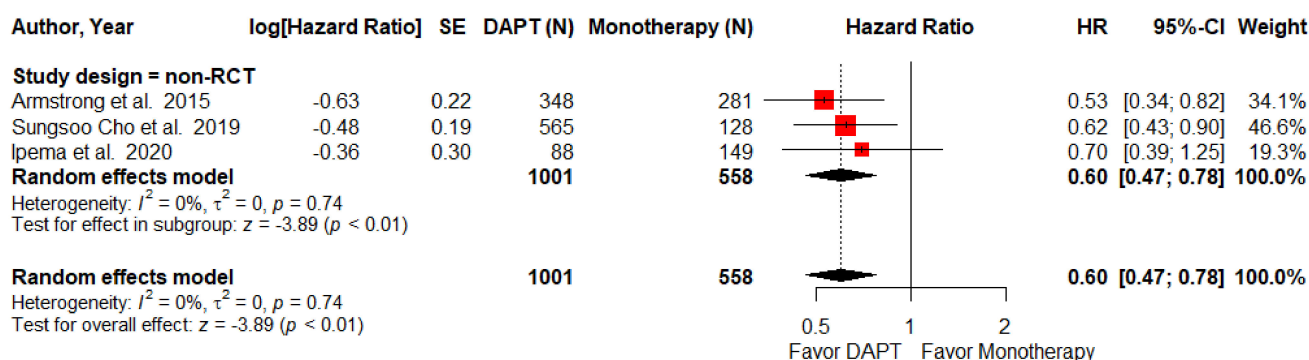 Author, Year log[Hazard Ratio] SE DAPT (N) Monotherapy (N) Hazard Ratio HR 95%-CI Weight
Study design = non-RCT
Armstrong et al. 2015 -0.63 0.22 348 281 0.53 [0.34; 0.82] 34.1%
Sungsoo Cho et al. 2019 -0.48 0.19 565 128 0.62 [0.43; 0.90] 46.6%
Ipema et al. 2020 -0.36 0.30 88 149 0.70 [0.39; 1.25] 19.3%
Random effects model 1001 558 0.60 [0.47; 0.78] 100.0%
Heterogeneity: I² = 0%, τ² = 0, p = 0.74
Test for effect in subgroup: z = -3.89 (p < 0.01)
Random effects model 1001 558 0.60 [0.47; 0.78] 100.0%
Heterogeneity: I² = 0%, τ² = 0, p = 0.74
Test for overall effect: z = -3.89 (p < 0.01)
0.5 1 2
Favor DAPT Favor Monotherapy